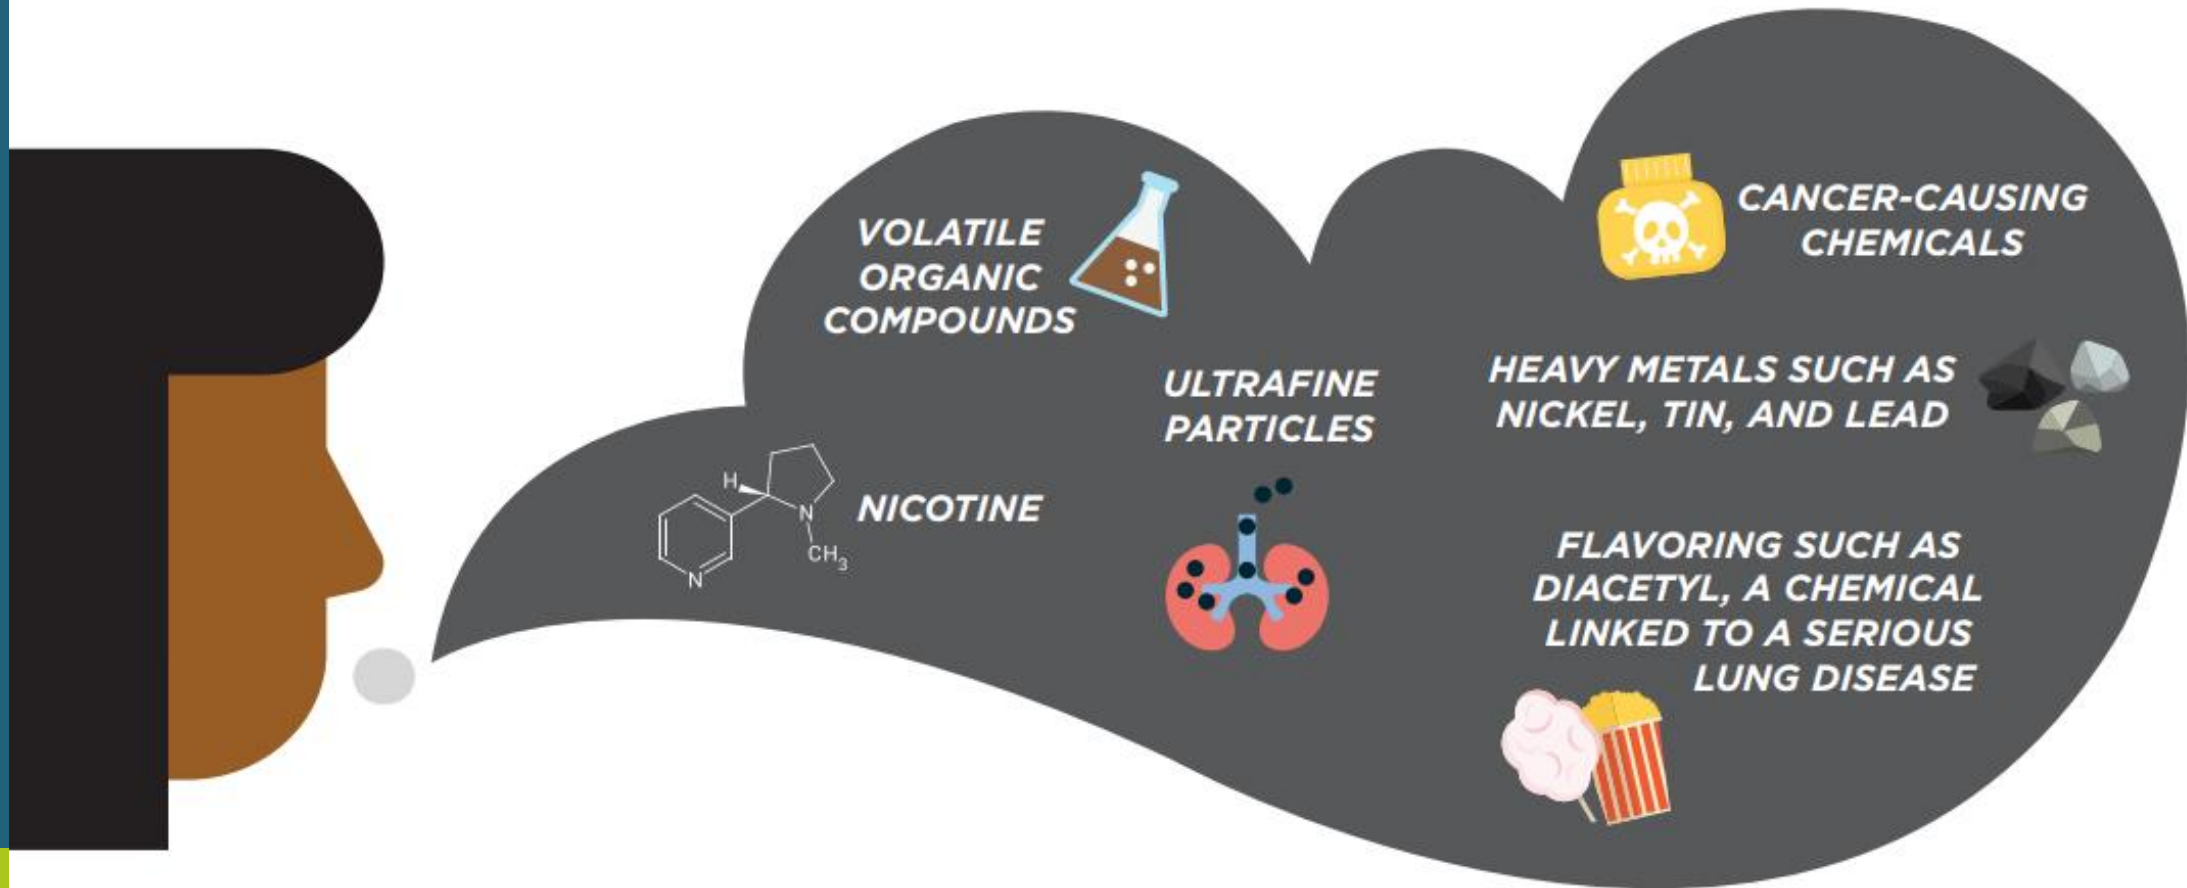 VOLATILE
ORGANIC
COMPOUNDS
ULTRAFINE
PARTICLES
H
N
CH₃
N
NICOTINE
CANCER-CAUSING
CHEMICALS
HEAVY METALS SUCH AS
NICKEL, TIN, AND LEAD
FLAVORING SUCH AS
DIACETYL, A CHEMICAL
LINKED TO A SERIOUS
LUNG DISEASE